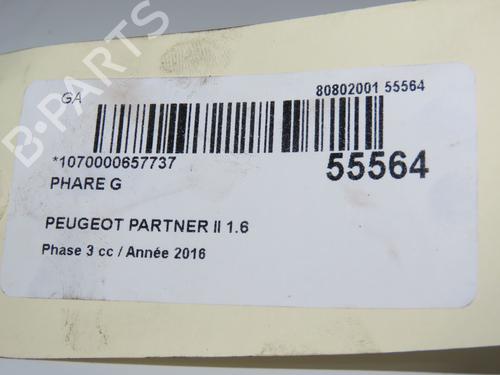 B-PARTS
GA
80802001 55564
*1070000657737
55564
PHARE G
PEUGEOT PARTNER II 1.6
Phase 3 cc / Année 2016